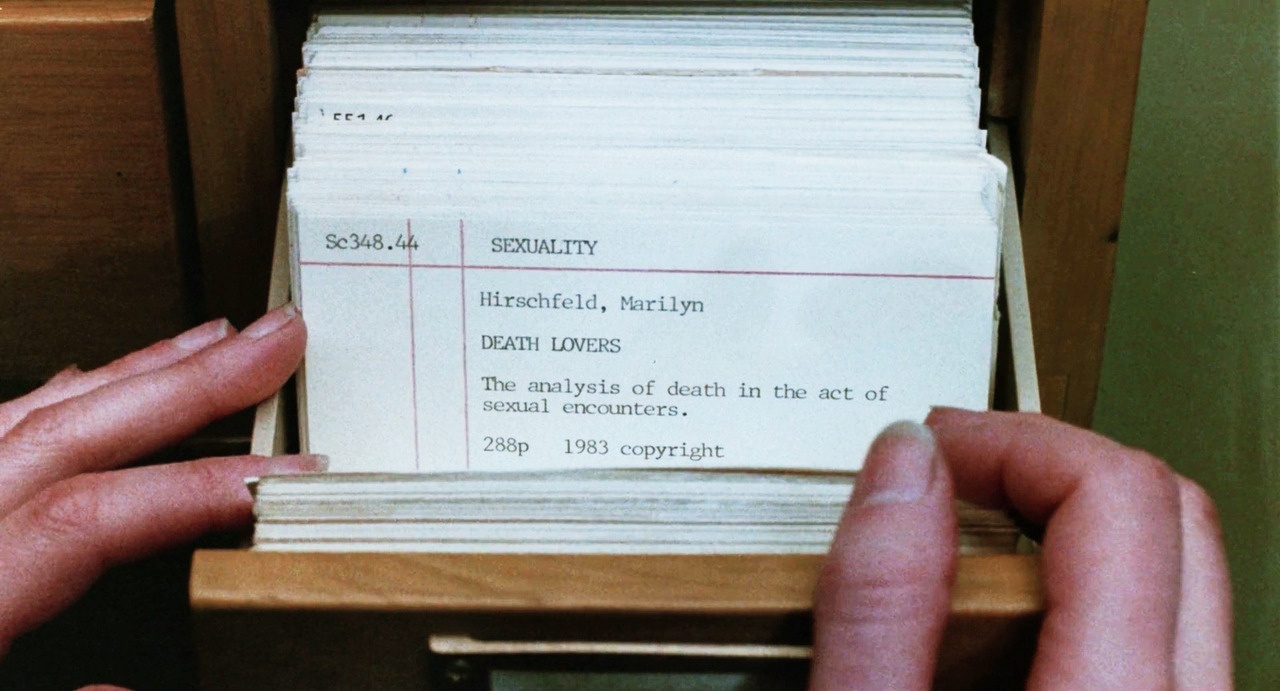 Sc348.44 SEXUALITY
Hirschfeld, Marilyn
DEATH LOVERS
The analysis of death in the act of
sexual encounters.
288p 1983 copyright